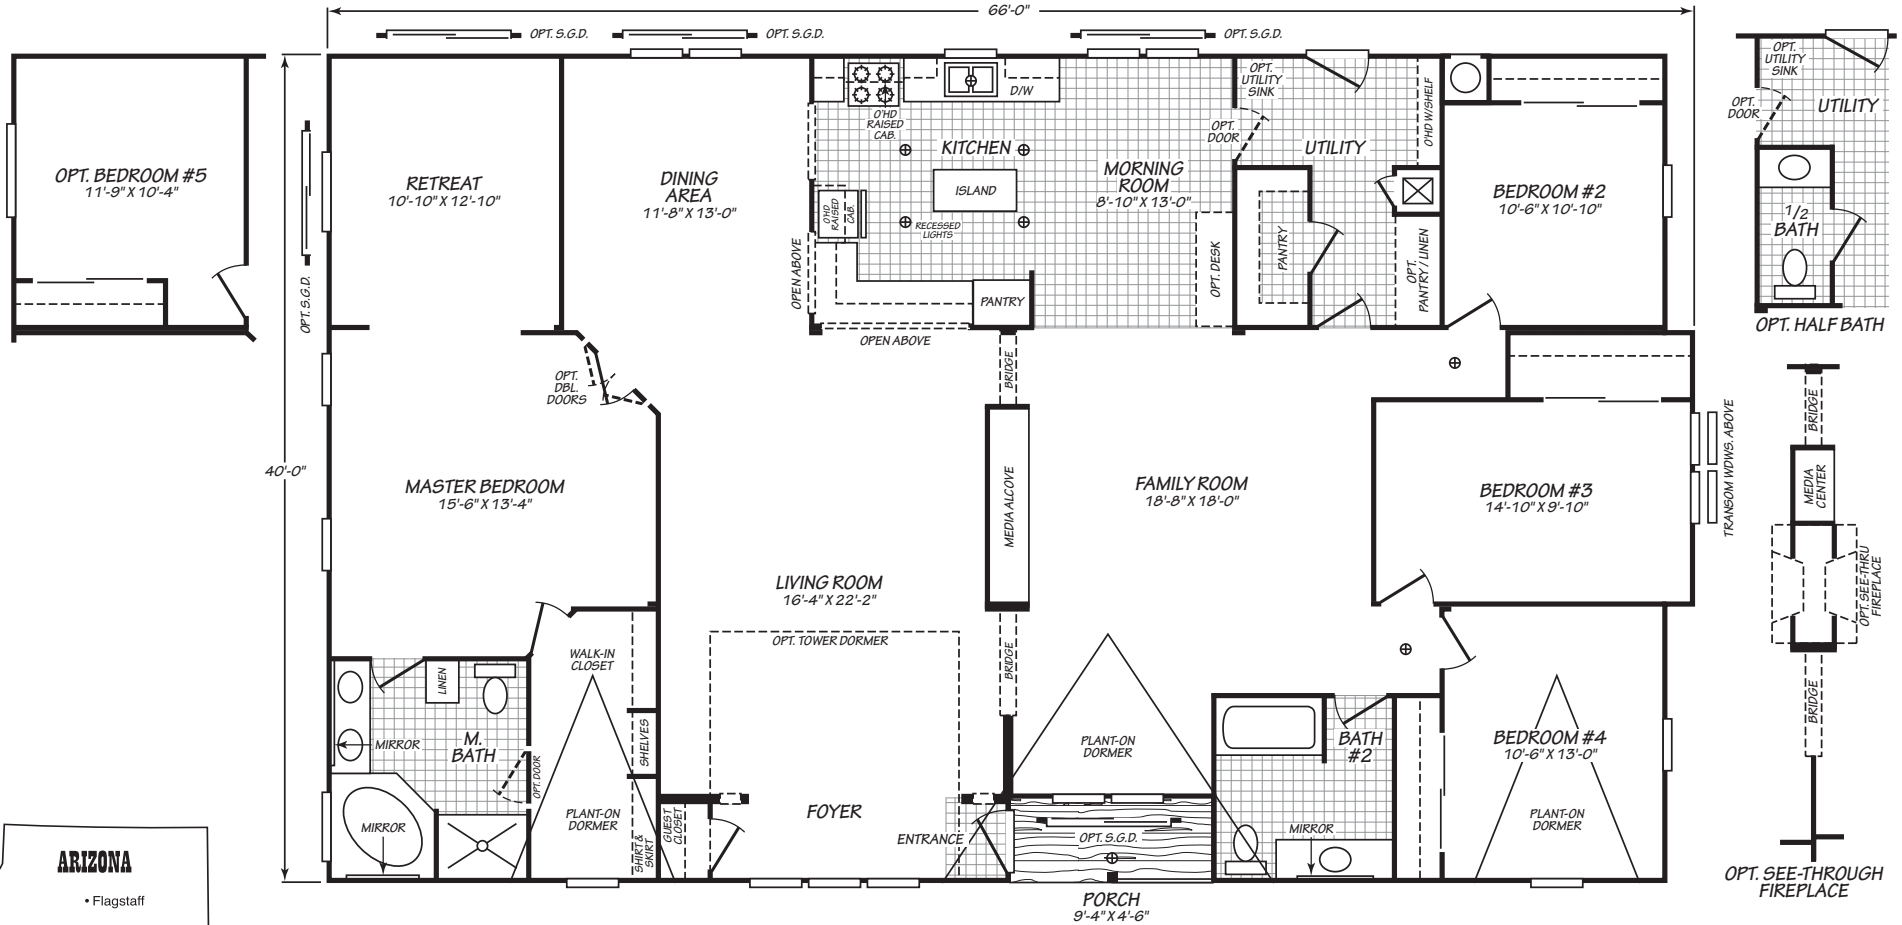 66'-0"
OPT. S.G.D.
OPT. S.G.D.
OPT. S.G.D.
OPT. BEDROOM #5
11'-9" X 10'-4"
OPT. S.G.D.
40'-0"
RETREAT
10'-10" X 12'-10"
DINING
AREA
11'-8" X 13'-0"
O'HD
RAISED
CAB.
D/W
KITCHEN
ISLAND
O'HD
RAISED
CAB.
RECESSED
LIGHTS
OPEN ABOVE
PANTRY
OPEN ABOVE
MORNING
ROOM
8'-10" X 13'-0"
OPT. DESK
OPT.
UTILITY
SINK
OPT.
DOOR
UTILITY
O'HD W/SHELF
PANTRY
OPT.
PANTRY / LINEN
BEDROOM #2
10'-6" X 10'-10"
OPT.
UTILITY
SINK
OPT.
DOOR
UTILITY
1/2
BATH
OPT. HALF BATH
OPT.
DBL.
DOORS
MASTER BEDROOM
15'-6" X 13'-4"
BRIDGE
MEDIA ALCOVE
BRIDGE
FAMILY ROOM
18'-8" X 18'-0"
BEDROOM #3
14'-10" X 9'-10"
TRANSOM WDWS. ABOVE
BRIDGE
MEDIA
CENTER
OPT. SEE-THRU
FIREPLACE
BRIDGE
OPT. SEE-THROUGH
FIREPLACE
LIVING ROOM
16'-4" X 22'-2"
OPT. TOWER DORMER
WALK-IN
CLOSET
LINEN
MIRROR
M.
BATH
OPT. DOOR
SHELVES
PLANT-ON
DORMER
SHIRT &
SKIRT
GUEST
CLOSET
MIRROR
FOYER
ENTRANCE
PLANT-ON
DORMER
OPT. S.G.D.
PORCH
9'-4" X 4'-6"
BATH
#2
MIRROR
BEDROOM #4
10'-6" X 13'-0"
PLANT-ON
DORMER
ARIZONA
• Flagstaff